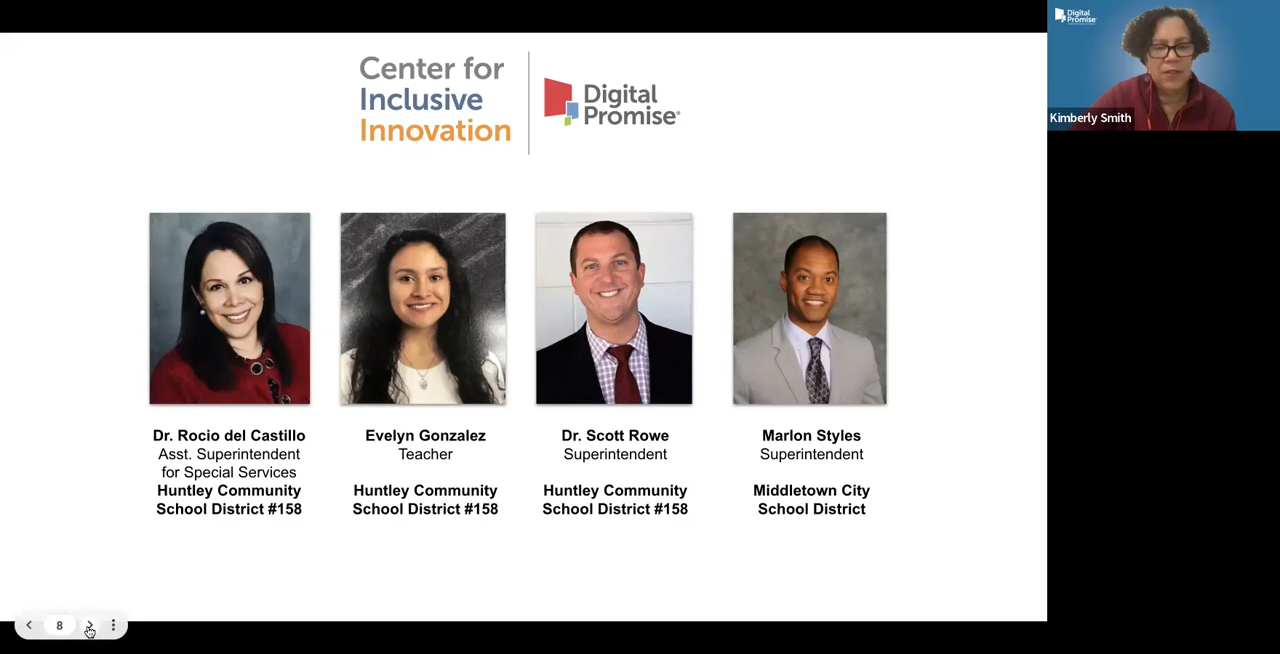 Center for
Inclusive
Innovation
Digital
Promise®
Digital
Promise
Kimberly Smith
Dr. Rocio del Castillo
Asst. Superintendent
for Special Services
Huntley Community
School District #158
Evelyn Gonzalez
Teacher
Huntley Community
School District #158
Dr. Scott Rowe
Superintendent
Huntley Community
School District #158
Marlon Styles
Superintendent
Middletown City
School District
8